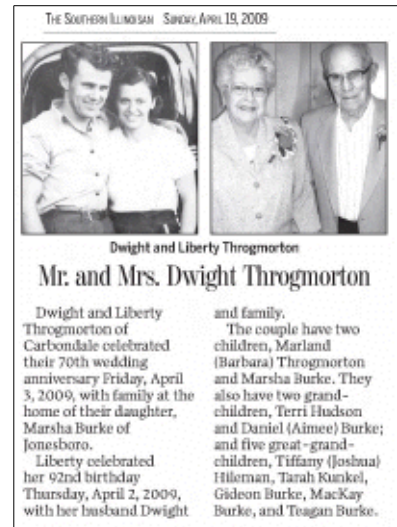 THE SOUTHERN ILLINOISAN SUNDAY, APRIL 19, 2009
Dwight and Liberty Throgmorton
Mr. and Mrs. Dwight Throgmorton
Dwight and Liberty
Throgmorton of
Carbondale celebrated
their 70th wedding
anniversary Friday, April
3, 2009, with family at the
home of their daughter,
Marsha Burke of
Jonesboro.
Liberty celebrated
her 92nd birthday
Thursday, April 2, 2009,
with her husband Dwight
and family.
The couple have two
children, Marland
(Barbara) Throgmorton
and Marsha Burke. They
also have two grand-
children, Terri Hudson
and Daniel (Aimee) Burke;
and five great-grand-
children, Tiffany (Joshua)
Hileman, Tarah Kunkel,
Gideon Burke, MacKay
Burke, and Teagan Burke.